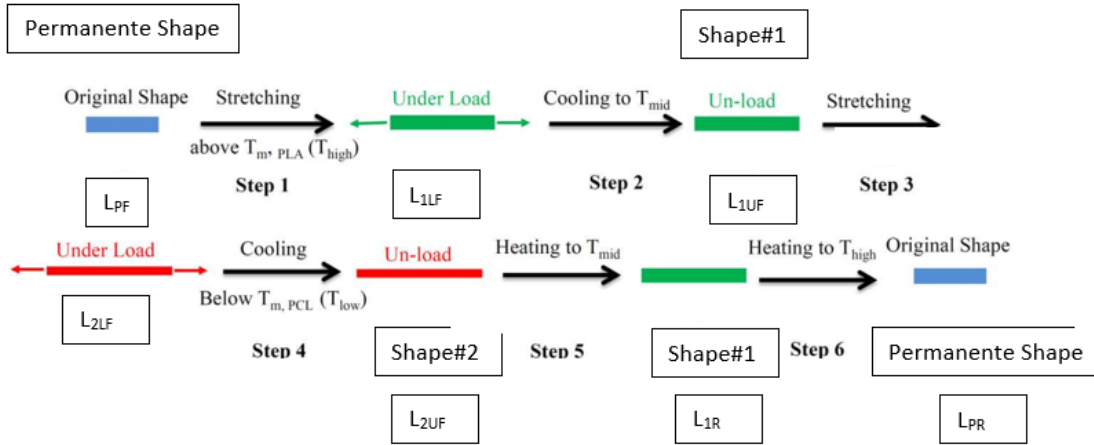 Permanente Shape
Shape#1
Original Shape
Stretching
above Tm, PLA (Thigh)
Step 1
Under Load
Cooling to Tmid
Step 2
Un-load
Stretching
Step 3
LPF
L1LF
L1UF
Under Load
Cooling
Below Tm, PCL (Tlow)
Step 4
Un-load
Heating to Tmid
Step 5
Heating to Thigh
Step 6
Original Shape
L2LF
Shape#2
Shape#1
Permanente Shape
L2UF
L1R
LPR